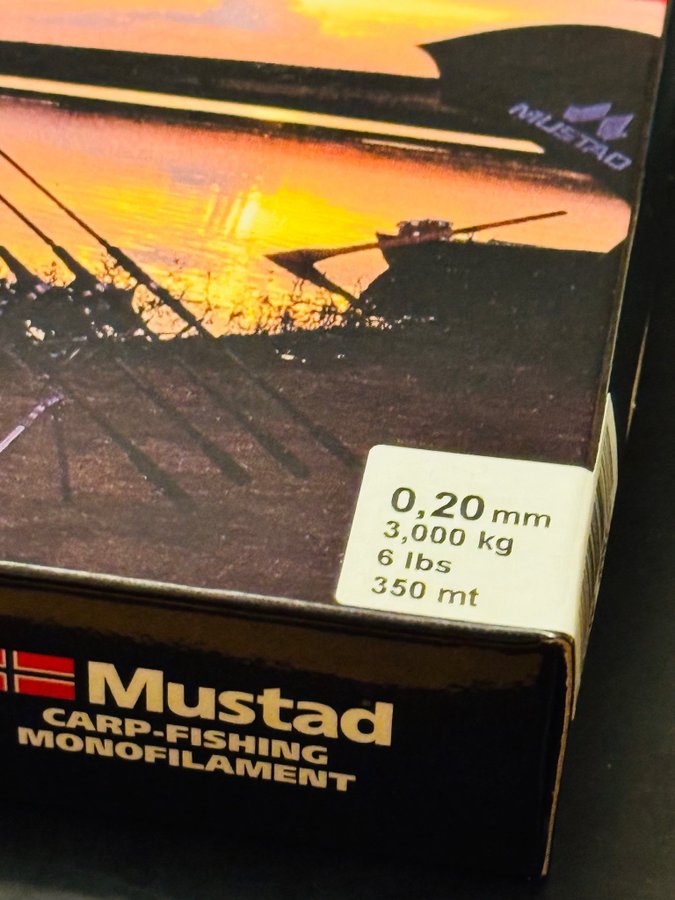 MUSTAD
0,20 mm
3,000 kg
6 lbs
350 mt
Mustad
CARP-FISHING
MONOFILAMENT